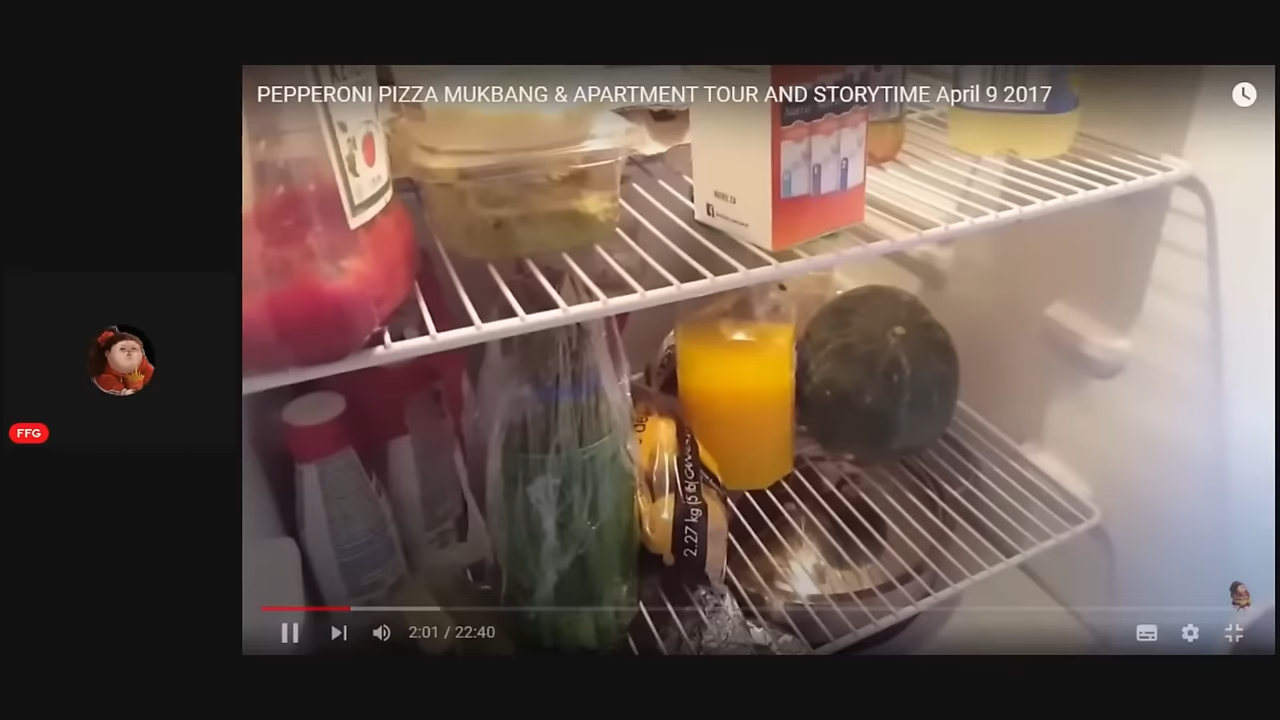 PEPPERONI PIZZA MUKBANG & APARTMENT TOUR AND STORYTIME April 9 2017
2.27 kg
FFG
2:01 / 22:40